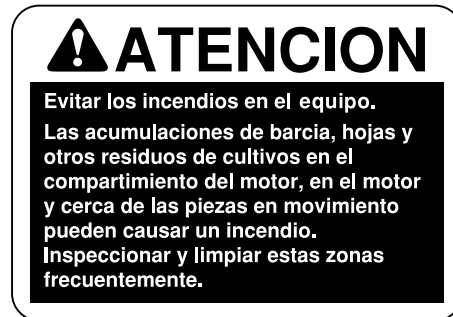 ATENCION
Evitar los incendios en el equipo.
Las acumulaciones de barcia, hojas y
otros residuos de cultivos en el
compartimiento del motor, en el motor
y cerca de las piezas en movimiento
pueden causar un incendio.
Inspeccionar y limpiar estas zonas
frecuentemente.